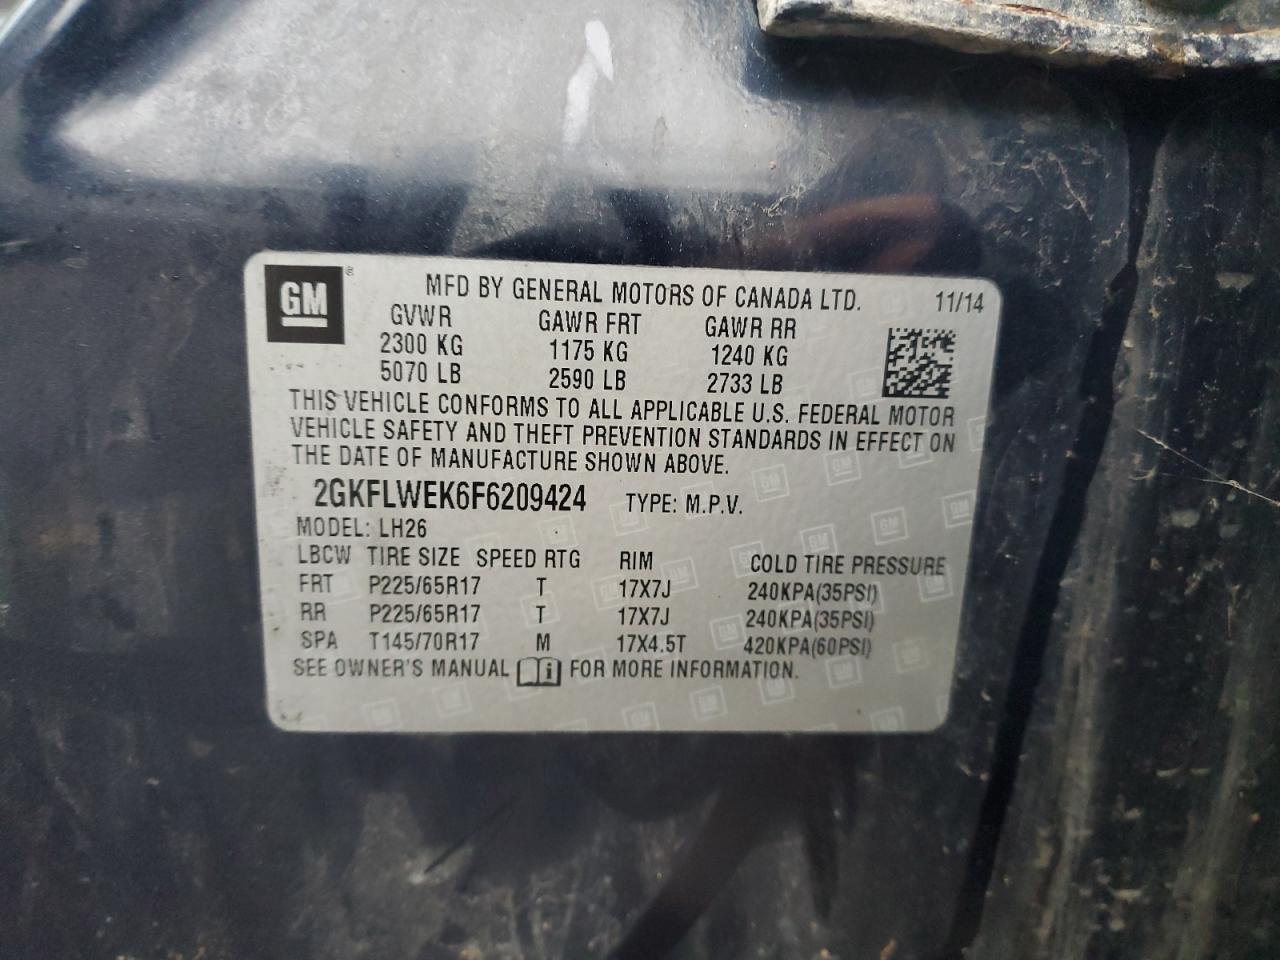 GM ® MFD BY GENERAL MOTORS OF CANADA LTD. 11/14
GVWR GAWR FRT GAWR RR
2300 KG 1175 KG 1240 KG
5070 LB 2590 LB 2733 LB
THIS VEHICLE CONFORMS TO ALL APPLICABLE U.S. FEDERAL MOTOR
VEHICLE SAFETY AND THEFT PREVENTION STANDARDS IN EFFECT ON
THE DATE OF MANUFACTURE SHOWN ABOVE.
2GKFLWEK6F6209424 TYPE: M.P.V.
MODEL: LH26
LBCW TIRE SIZE SPEED RTG RIM COLD TIRE PRESSURE
FRT P225/65R17 T 17X7J 240KPA(35PSI)
RR P225/65R17 T 17X7J 240KPA(35PSI)
SPA T145/70R17 M 17X4.5T 420KPA(60PSI)
SEE OWNER'S MANUAL i FOR MORE INFORMATION.